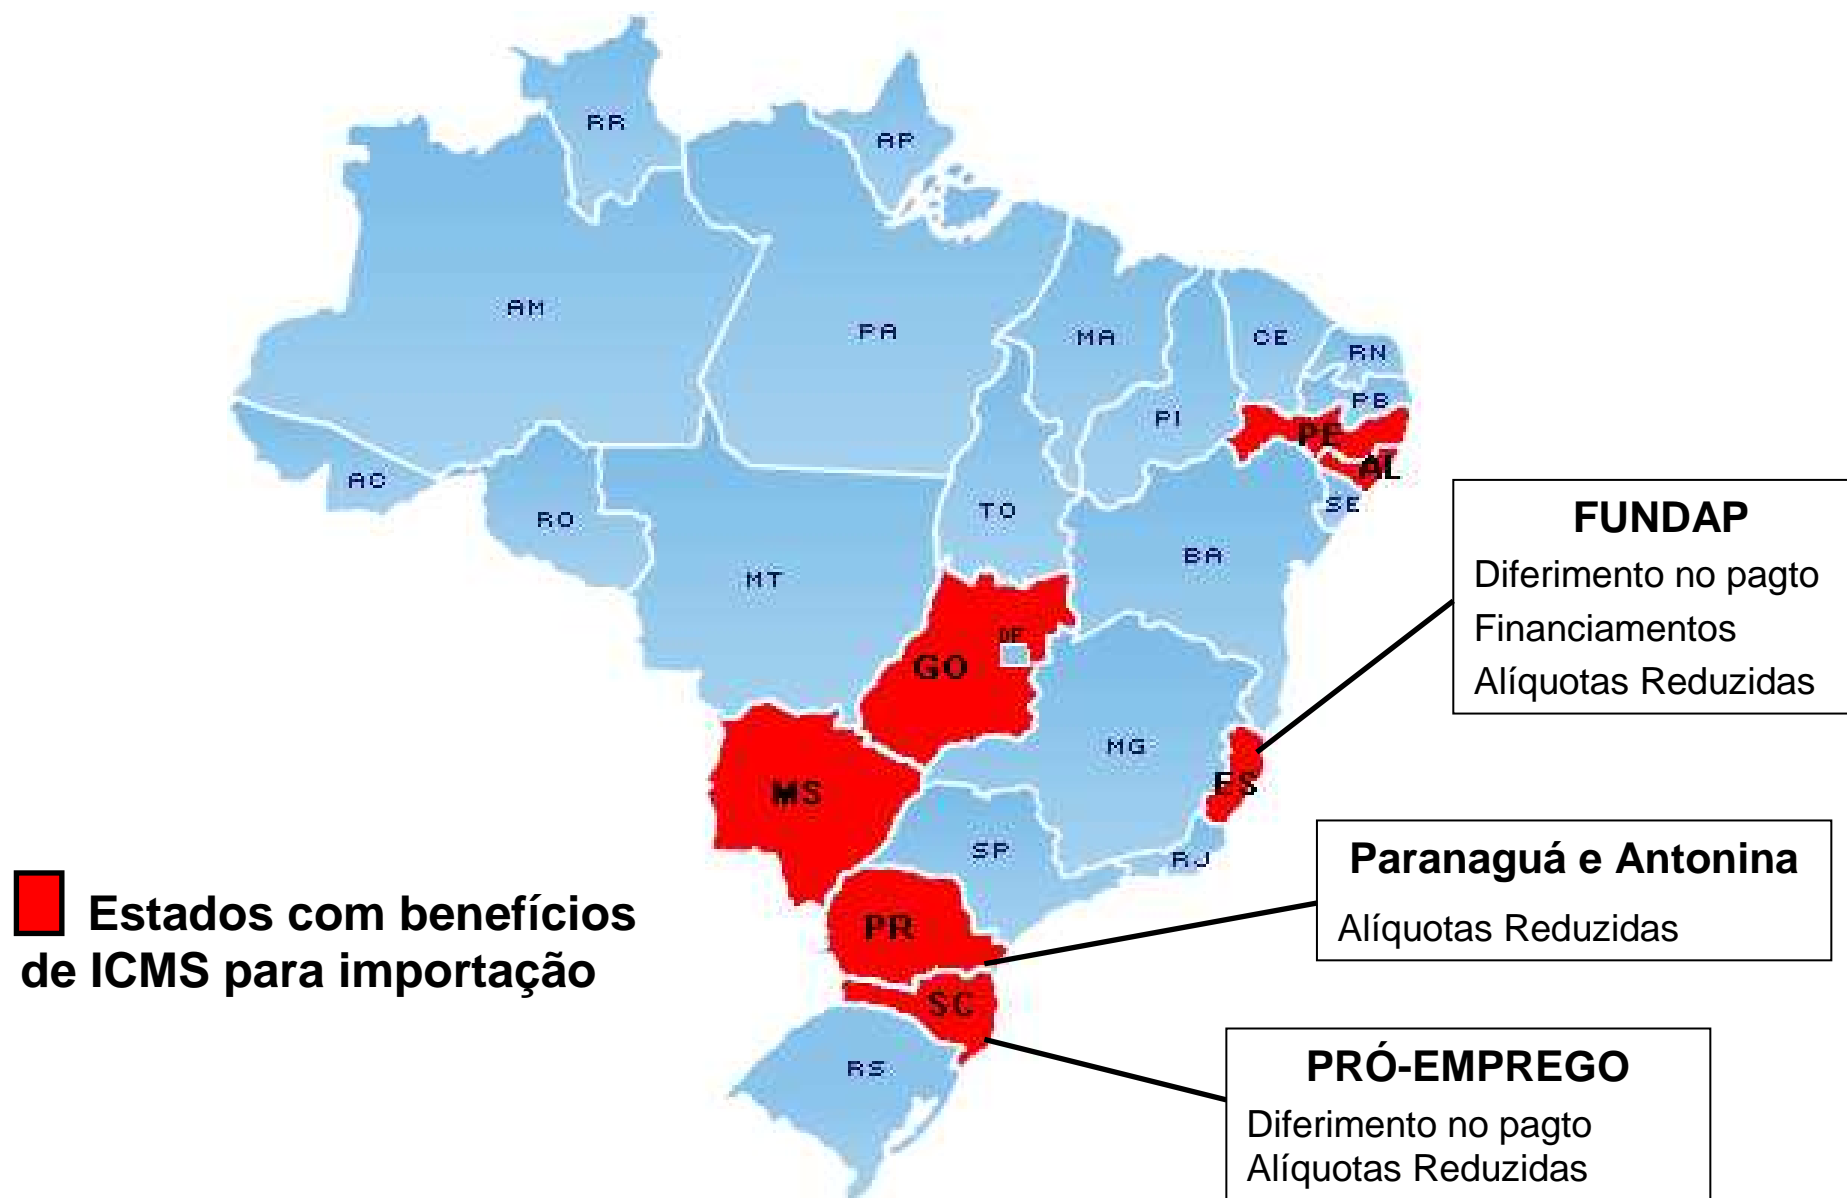 RR
AP
AM
PA
MA
CE
RN
PB
PI
PE
AL
SE
AC
RO
TO
BA
MT
DF
GO
MG
MS
ES
SP
RJ
PR
SC
RS
FUNDAP
Diferimento no pagto
Financiamentos
Alíquotas Reduzidas
Paranaguá e Antonina
Alíquotas Reduzidas
PRÓ-EMPREGO
Diferimento no pagto
Alíquotas Reduzidas
Estados com benefícios
de ICMS para importação